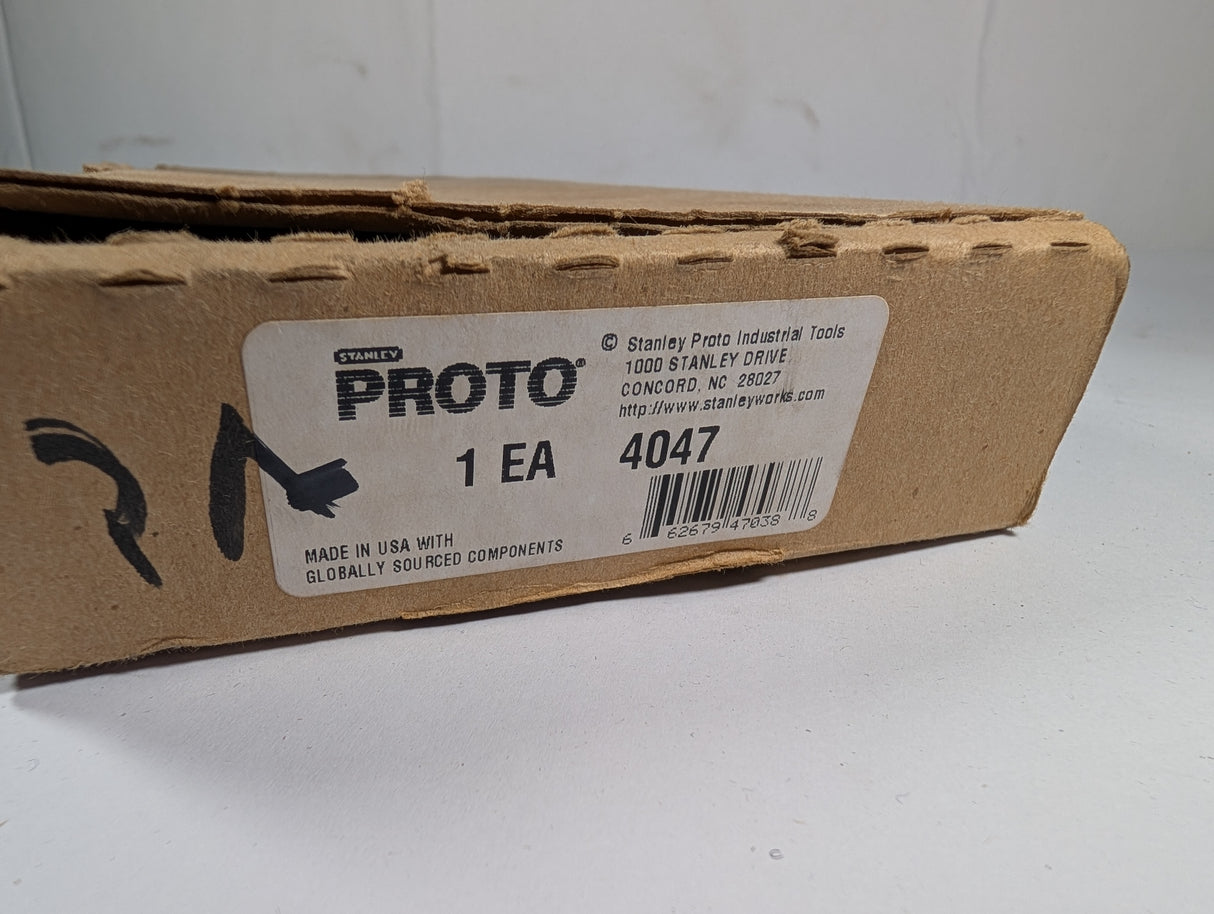 STANLEY
PROTO®
© Stanley Proto Industrial Tools
1000 STANLEY DRIVE
CONCORD, NC 28027
http://www.stanleyworks.com
1 EA 4047
6 62679 47038 8
MADE IN USA WITH
GLOBALLY SOURCED COMPONENTS